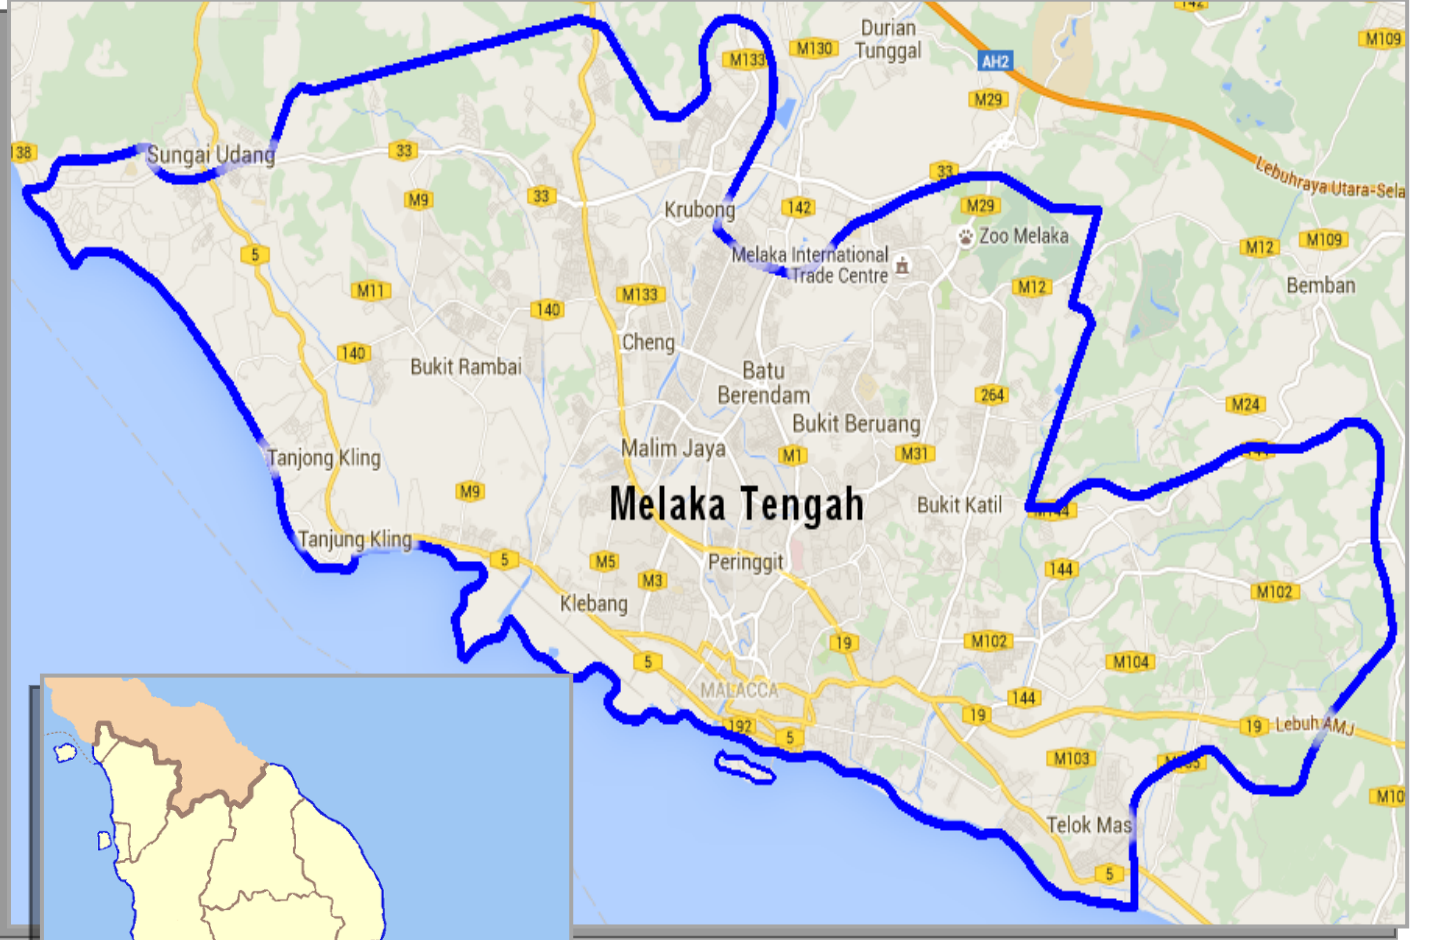 142
Durian
Tunggal
M109
M130
M133
AH2
M29
Lebuhraya Utara-Sela
138
Sungai Udang
33
33
33
M9
Krubong
142
M29
Zoo Melaka
M12
M109
5
Melaka International
Trade Centre
M12
Bemban
M11
M133
140
140
Cheng
Bukit Rambai
Batu
Berendam
264
M24
Bukit Beruang
Malim Jaya
M1
M31
144
Tanjong Kling
M9
Melaka Tengah
Bukit Katil
M144
Tanjung Kling
5
M5
Peringgit
M3
144
M102
Klebang
19
M102
M104
5
MALACCA
144
19
192
5
19
Lebuh AMJ
M103
M10
Telok Mas
5